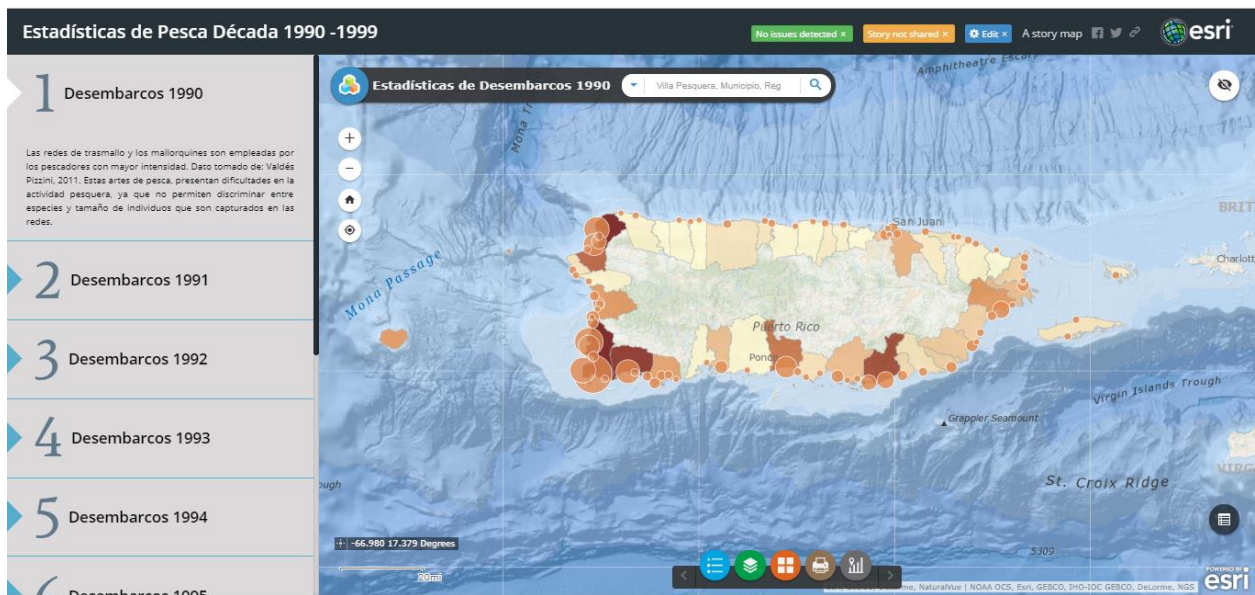 Estadísticas de Pesca Década 1990 -1999
No issues detected ×
Story not shared ×
Edit ×
A story map
esri
1 Desembarcos 1990
Las redes de trasmallo y los mallorquines son empleadas por
los pescadores con mayor intensidad. Dato tomado de: Valdés
Pizzini, 2011. Estas artes de pesca, presentan dificultades en la
actividad pesquera, ya que no permiten discriminar entre
especies y tamaño de individuos que son capturados en las
redes.
2 Desembarcos 1991
3 Desembarcos 1992
4 Desembarcos 1993
5 Desembarcos 1994
6 Desembarcos 1995
Estadísticas de Desembarcos 1990
Villa Pesquera, Municipio, Reg
Amphitheatre
Mona
Mona Passage
San Juan
BRIT
Charlott
Puerto Rico
Ponce
Virgin Islands Trough
Grappler Seamount
VIRG
St. Croix Ridge
ough
-66.980 17.379 Degrees
20mi
5309
NaturalVue | NOAA OCS, Esri, GEBCO, IHO-IOC GEBCO, DeLorme, NGS
POWERED BY
esri